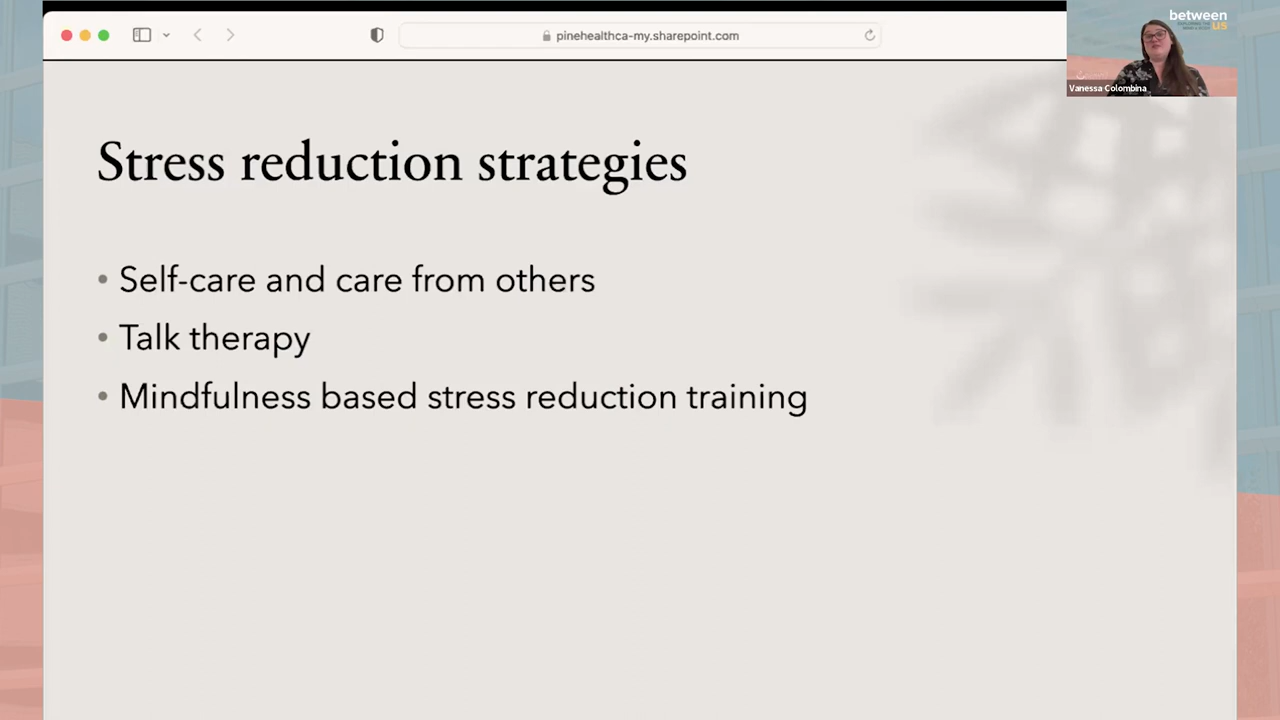 pinehealthca-my.sharepoint.com
between
us
Vanessa Colombina
Stress reduction strategies
• Self-care and care from others
• Talk therapy
• Mindfulness based stress reduction training